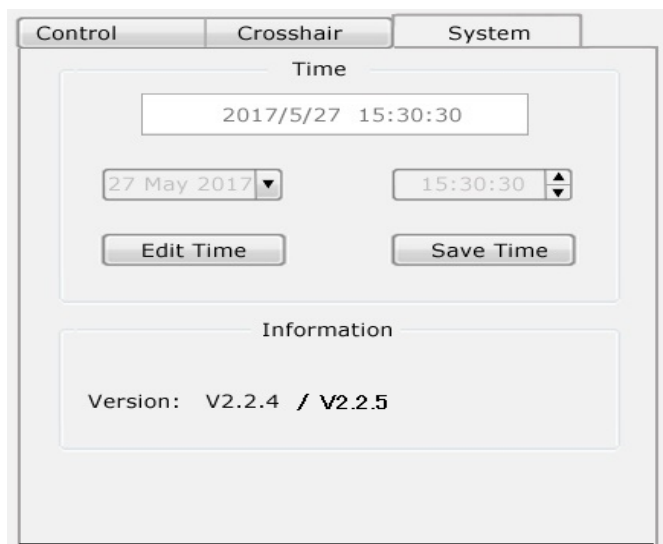 Control Crosshair System
Time
2017/5/27 15:30:30
27 May 2017 15:30:30
Edit Time Save Time
Information
Version: V2.2.4 / V2.2.5